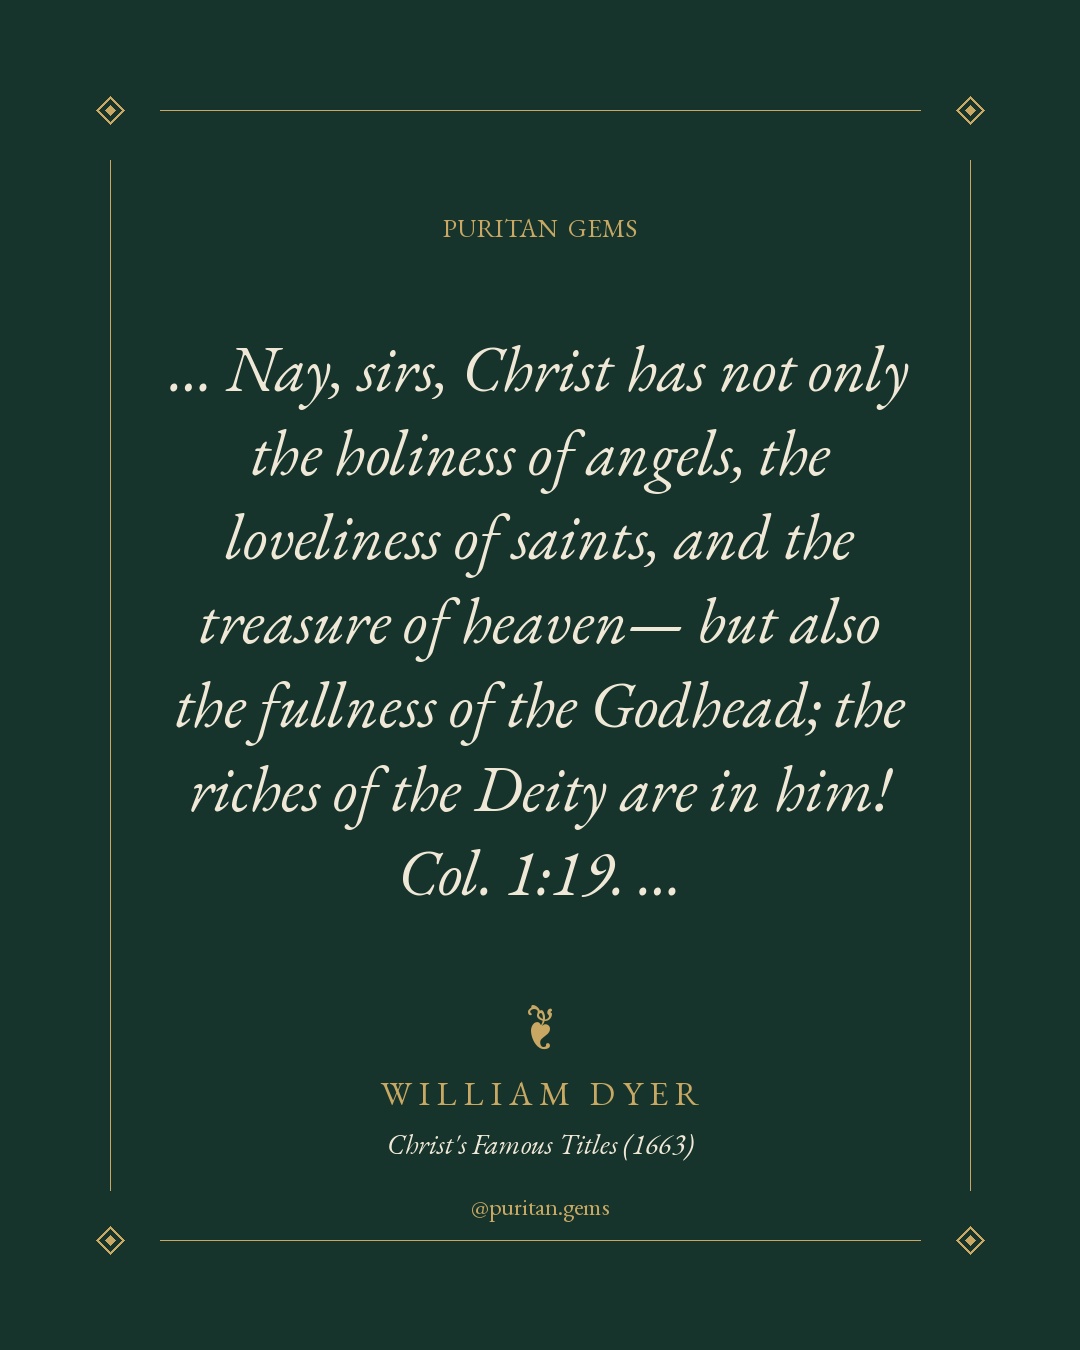 PURITAN GEMS
... Nay, sirs, Christ has not only
the holiness of angels, the
loveliness of saints, and the
treasure of heaven— but also
the fullness of the Godhead; the
riches of the Deity are in him!
Col. 1:19. ...
WILLIAM DYER
Christ's Famous Titles (1663)
@puritan.gems